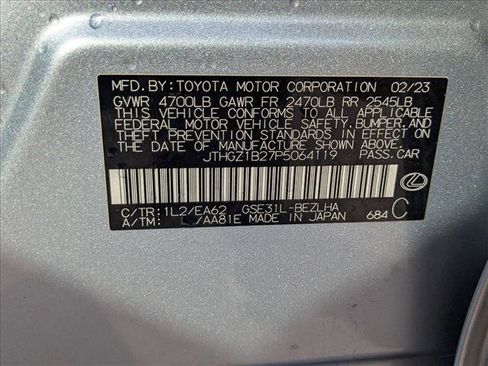 MFD.BY:TOYOTA MOTOR CORPORATION 02/23
GVWR 4700LB GAWR FR 2470LB RR 2545LB
THIS VEHICLE CONFORMS TO ALL APPLICABLE
FEDERAL MOTOR VEHICLE SAFETY, BUMPER, AND
THEFT PREVENTION STANDARDS IN EFFECT ON
THE DATE OF MANUFACTURE SHOWN ABOVE.
JTHGZ1B27P5064119 PASS.CAR
C/TR:1L2/EA62 GSE31L-BEZLHA
A/TM: -/AA81E MADE IN JAPAN 684 C